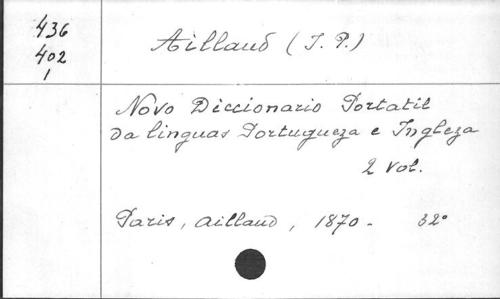 436
402
1
Aillaud (J. P.)
Novo Diccionario Portatil
da linguas Portugueza e Ingleza
2 vol.
Paris, Aillaud, 1870 - 32°